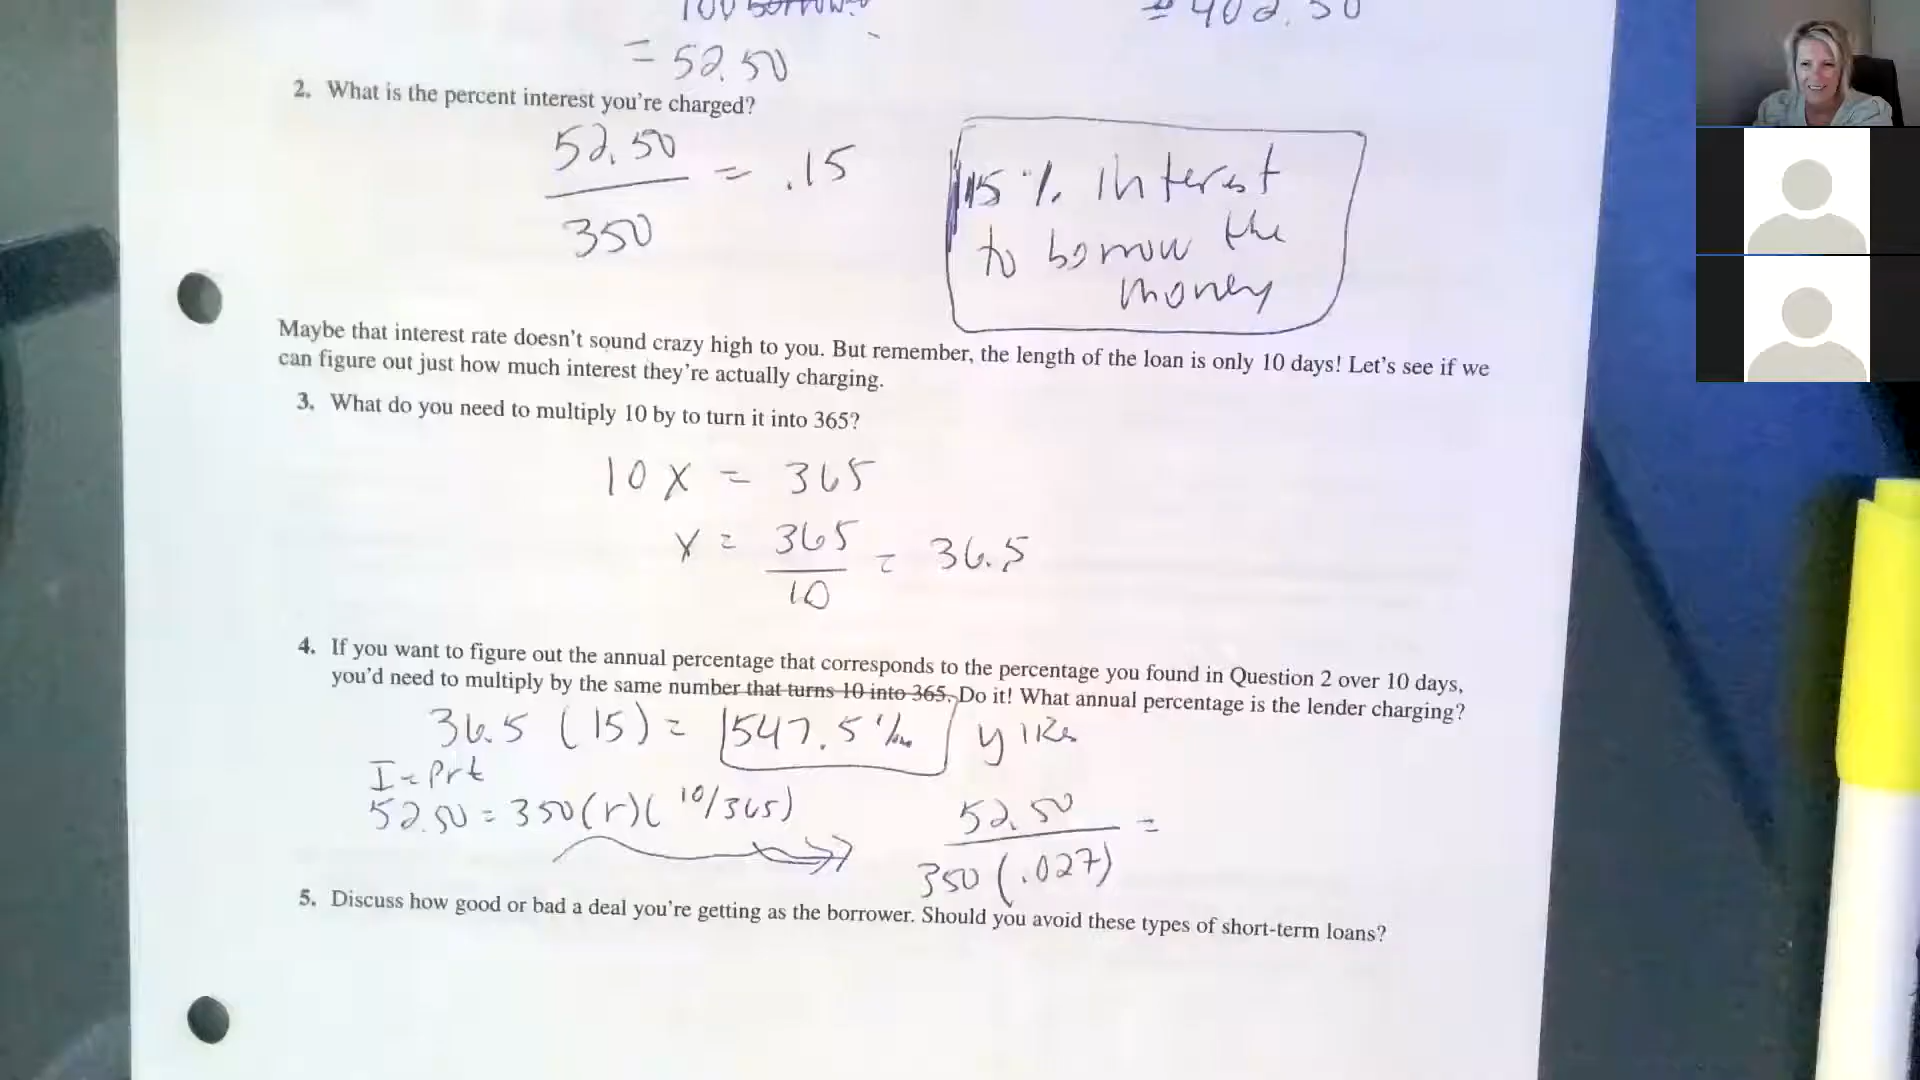 100 borrow
= 402.50
= 52.50
2. What is the percent interest you're charged?
52.50
350
= .15
15 % interest
to borrow the
money
Maybe that interest rate doesn't sound crazy high to you. But remember, the length of the loan is only 10 days! Let's see if we
can figure out just how much interest they're actually charging.
3. What do you need to multiply 10 by to turn it into 365?
10 x = 365
x = 365
10
= 36.5
4. If you want to figure out the annual percentage that corresponds to the percentage you found in Question 2 over 10 days,
you'd need to multiply by the same number that turns 10 into 365. Do it! What annual percentage is the lender charging?
36.5 (15) = 547.5% yikes
I = Prt
52.50 = 350(r)( 10/365)
52.50
350 (.027)
=
5. Discuss how good or bad a deal you're getting as the borrower. Should you avoid these types of short-term loans?